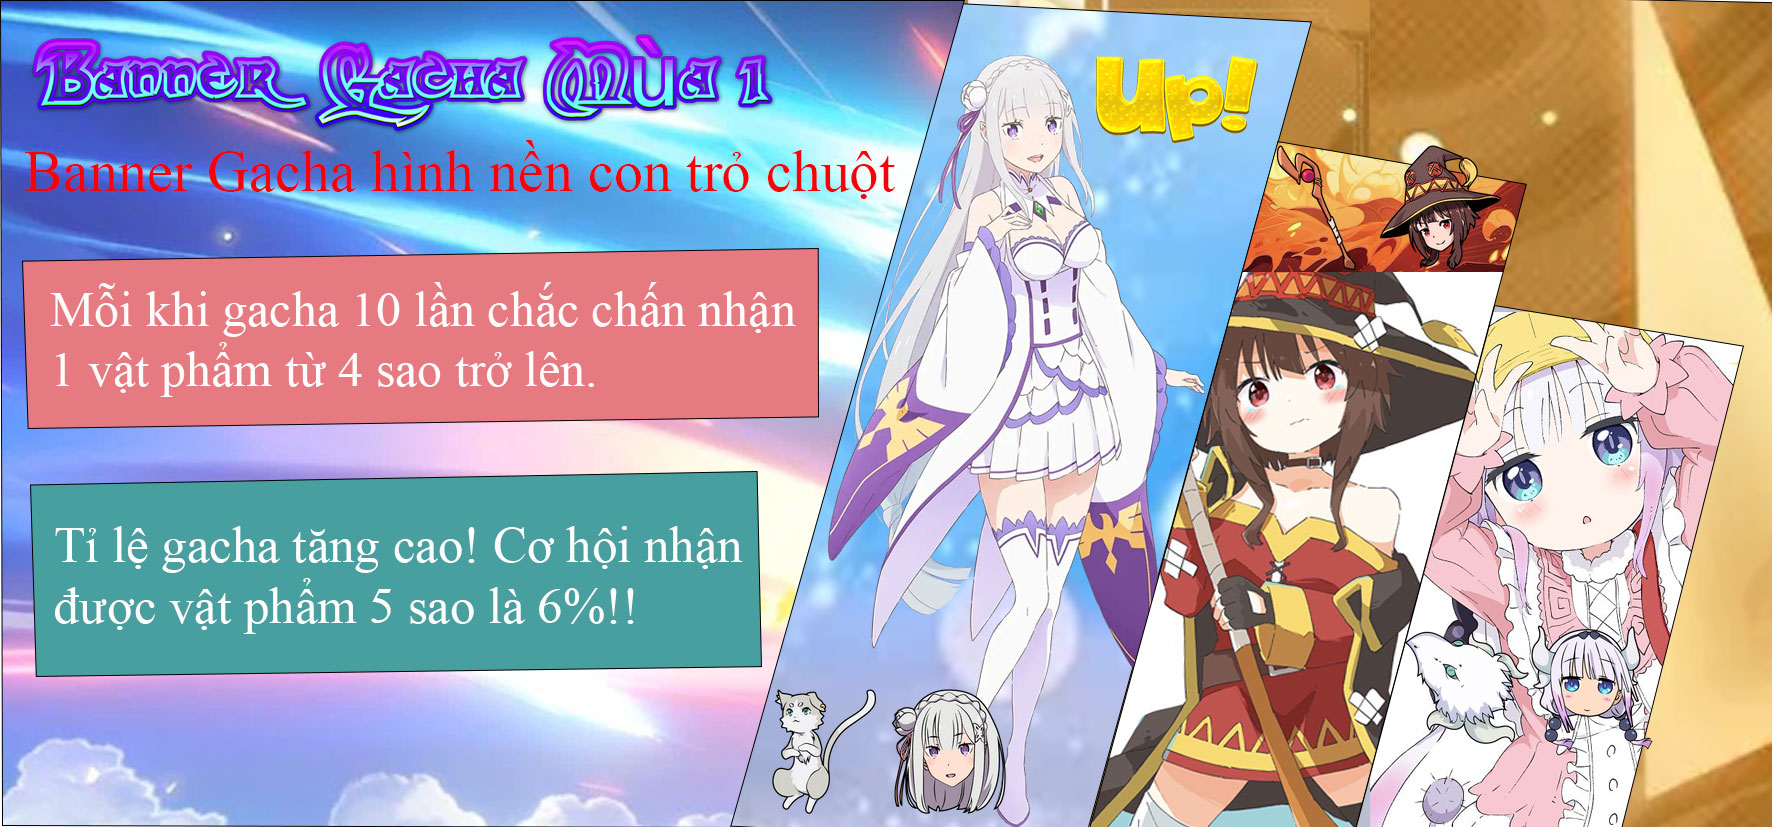 Banner Gacha Mùa 1
Up!
Banner Gacha hình nền con trỏ chuột
Mỗi khi gacha 10 lần chắc chấn nhận
1 vật phẩm từ 4 sao trở lên.
Tỉ lệ gacha tăng cao! Cơ hội nhận
được vật phẩm 5 sao là 6%!!